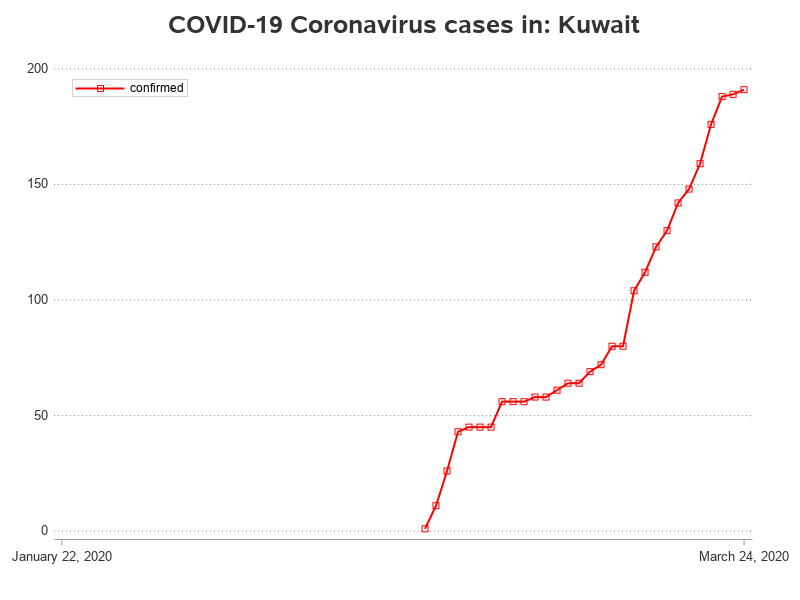 COVID-19 Coronavirus cases in: Kuwait
200
confirmed
150
100
50
0
January 22, 2020
March 24, 2020